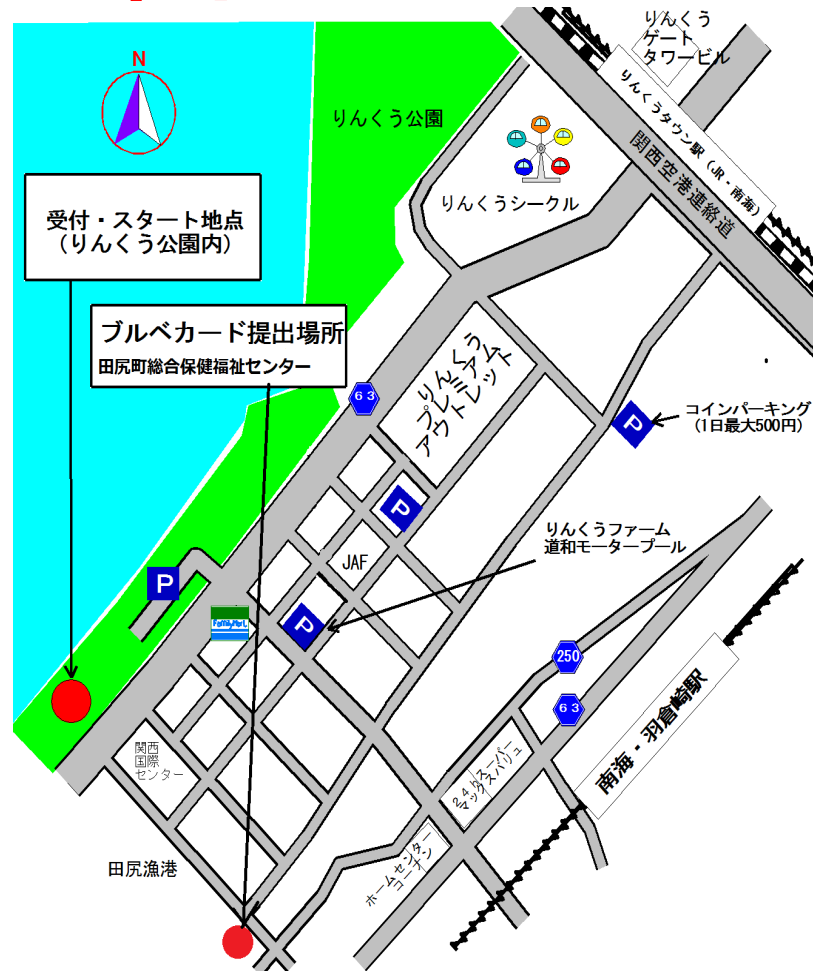 りんくう
ゲート
タワービル
N
りんくう公園
りんくうタウン駅（JR・南海）
関西空港連絡道
りんくうシークル
受付・スタート地点
（りんくう公園内）
ブルベカード提出場所
田尻町総合保健福祉センター
りんくう
プレミアム
アウトレット
63
P
コインパーキング
（1日最大500円）
P
りんくうファーム
道和モータープール
JAF
P
FamilyMart
P
250
63
南海・羽倉崎駅
関西
国際
センター
24hスーパー
マックスバリュ
ホームセンター
コーナン
田尻漁港